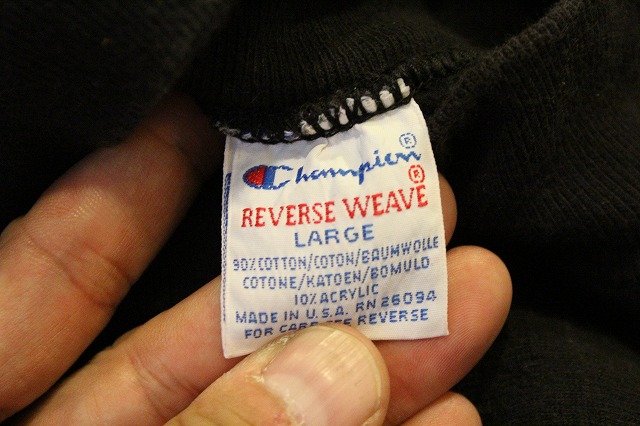 Champion®
REVERSE WEAVE®
LARGE
90% COTTON/COTON/BAUMWOLLE
COTONE/KATOEN/BOMULD
10% ACRYLIC
MADE IN U.S.A. RN 26094
FOR CARE SEE REVERSE